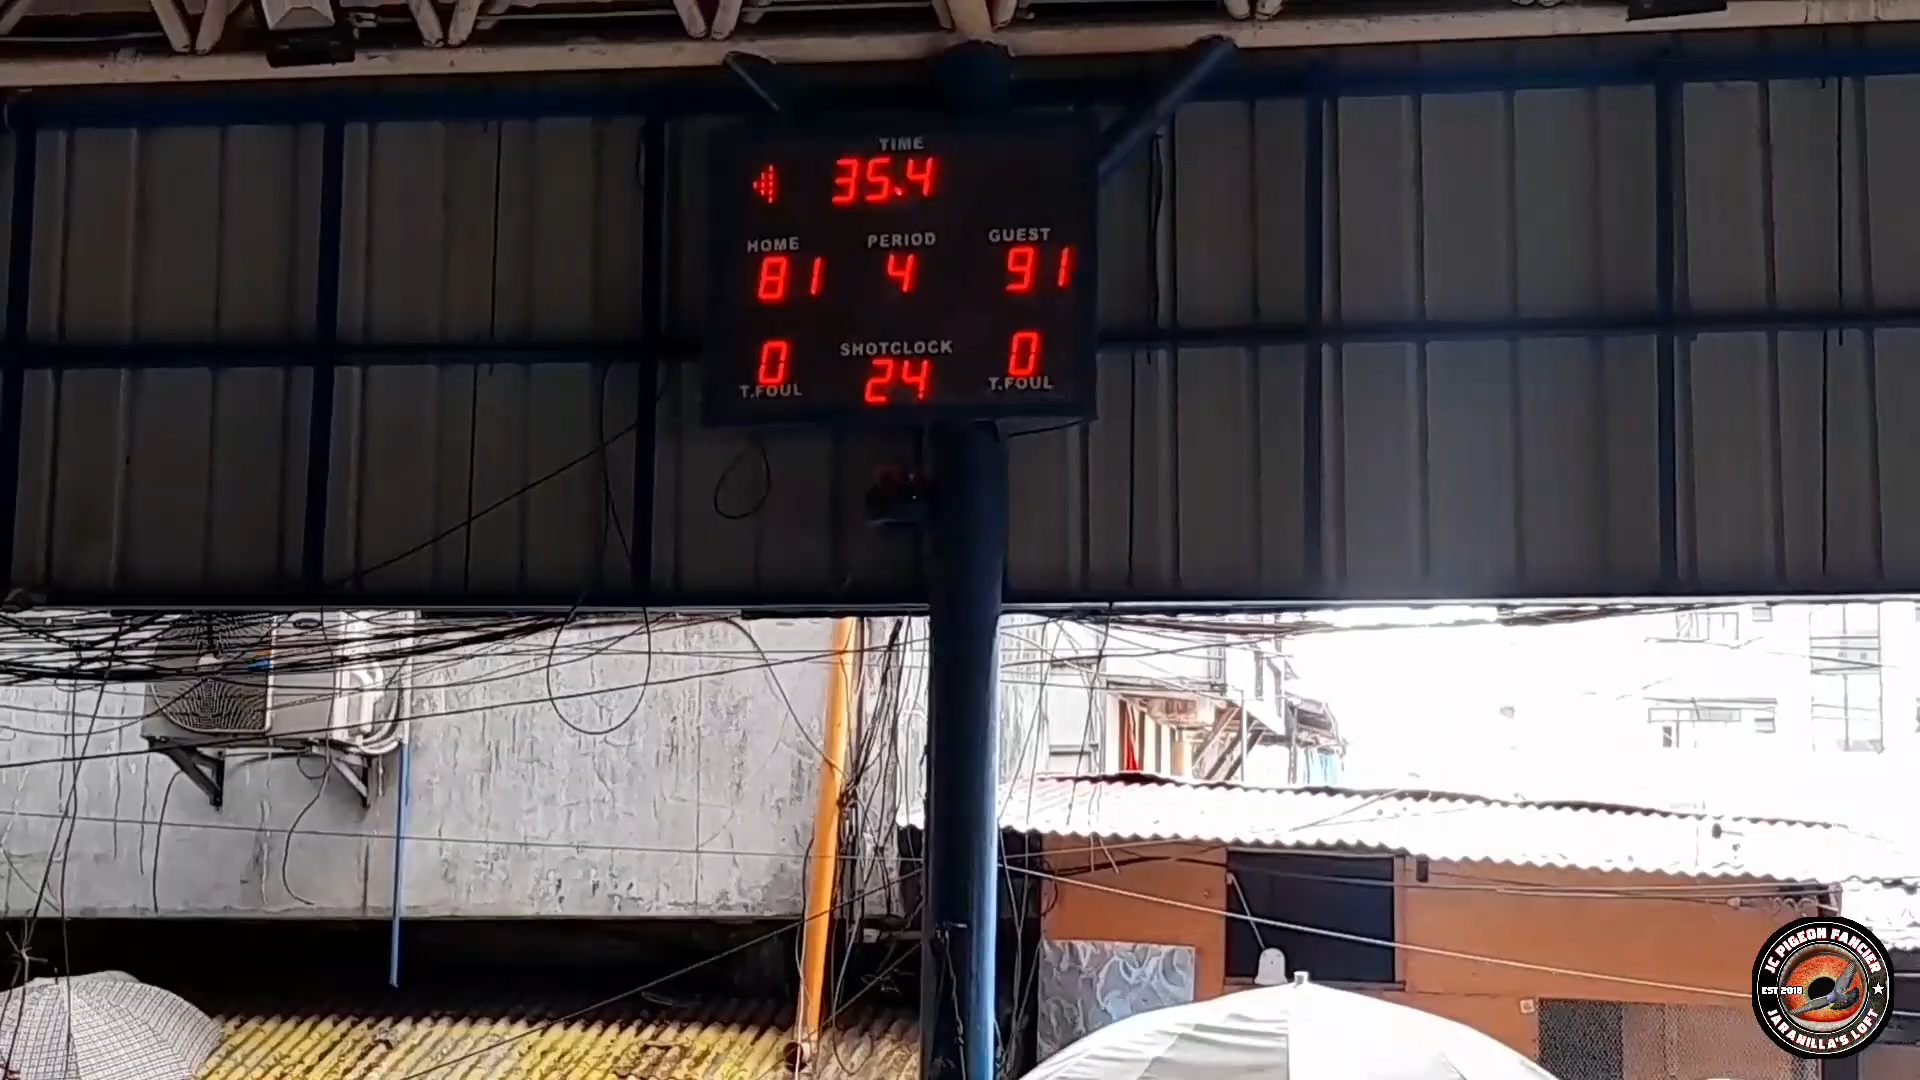 TIME
35.4
HOME PERIOD GUEST
81 4 91
SHOTCLOCK
0 24 0
T.FOUL T.FOUL
JC PIGEON FANCIER
EST 2018
JARANILLA'S LOFT